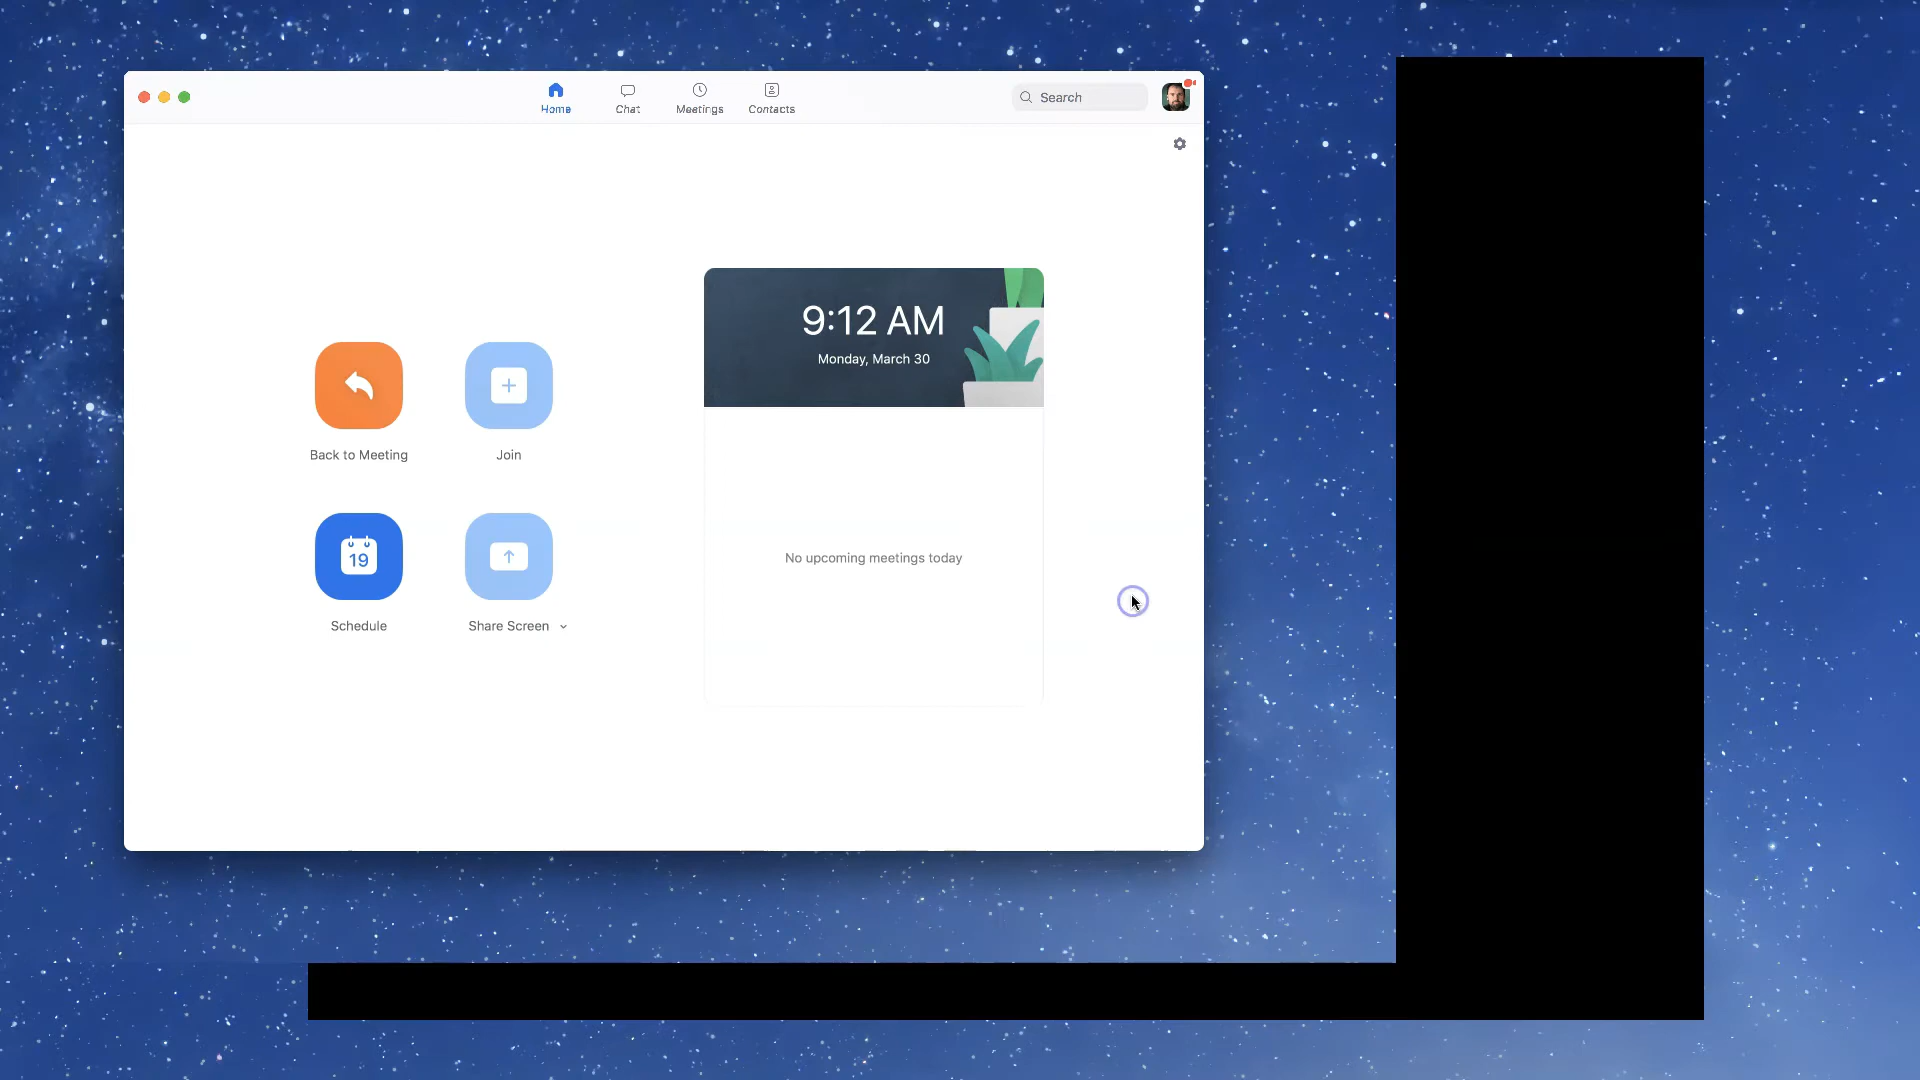 Home
Chat
Meetings
Contacts
Search
9:12 AM
Monday, March 30
Back to Meeting
Join
19
No upcoming meetings today
Schedule
Share Screen